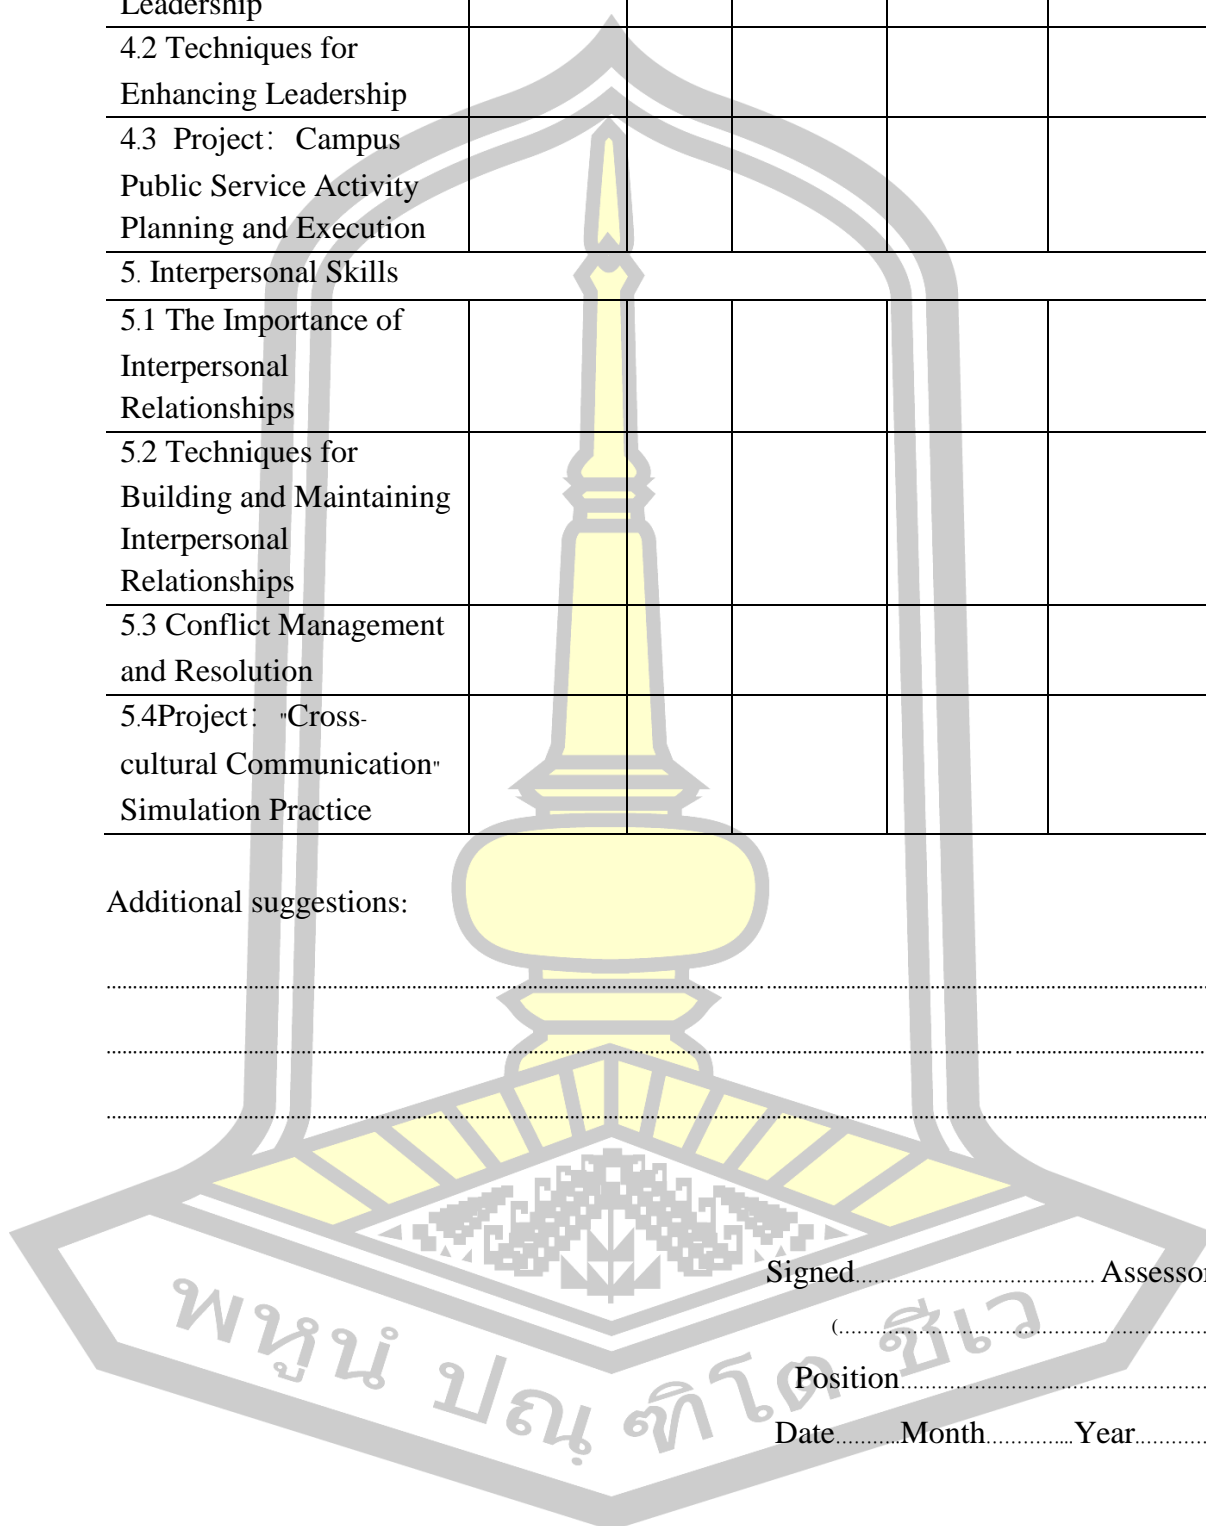 Leadership
4.2 Techniques for
Enhancing Leadership
4.3 Project： Campus
Public Service Activity
Planning and Execution
5. Interpersonal Skills
5.1 The Importance of
Interpersonal
Relationships
5.2 Techniques for
Building and Maintaining
Interpersonal
Relationships
5.3 Conflict Management
and Resolution
5.4Project： "Cross-
cultural Communication"
Simulation Practice
Additional suggestions:
Signed.................................... Assessor
(............................................................
Position..................................................
Date...........Month..............Year............
พหูนํ ปณฺฑิโต ชีเว